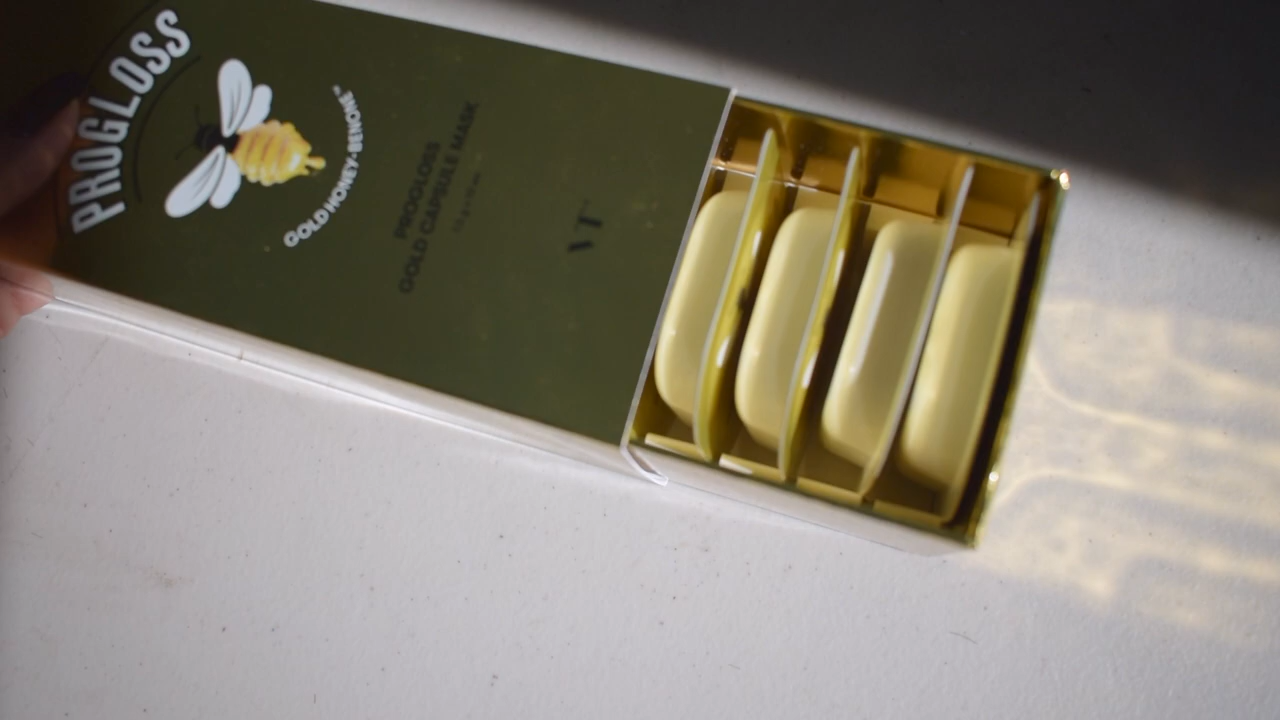 PROGLOSS
GOLD HONEY-BENONE™
PROGLOSS
GOLD CAPSULE MASK
VT